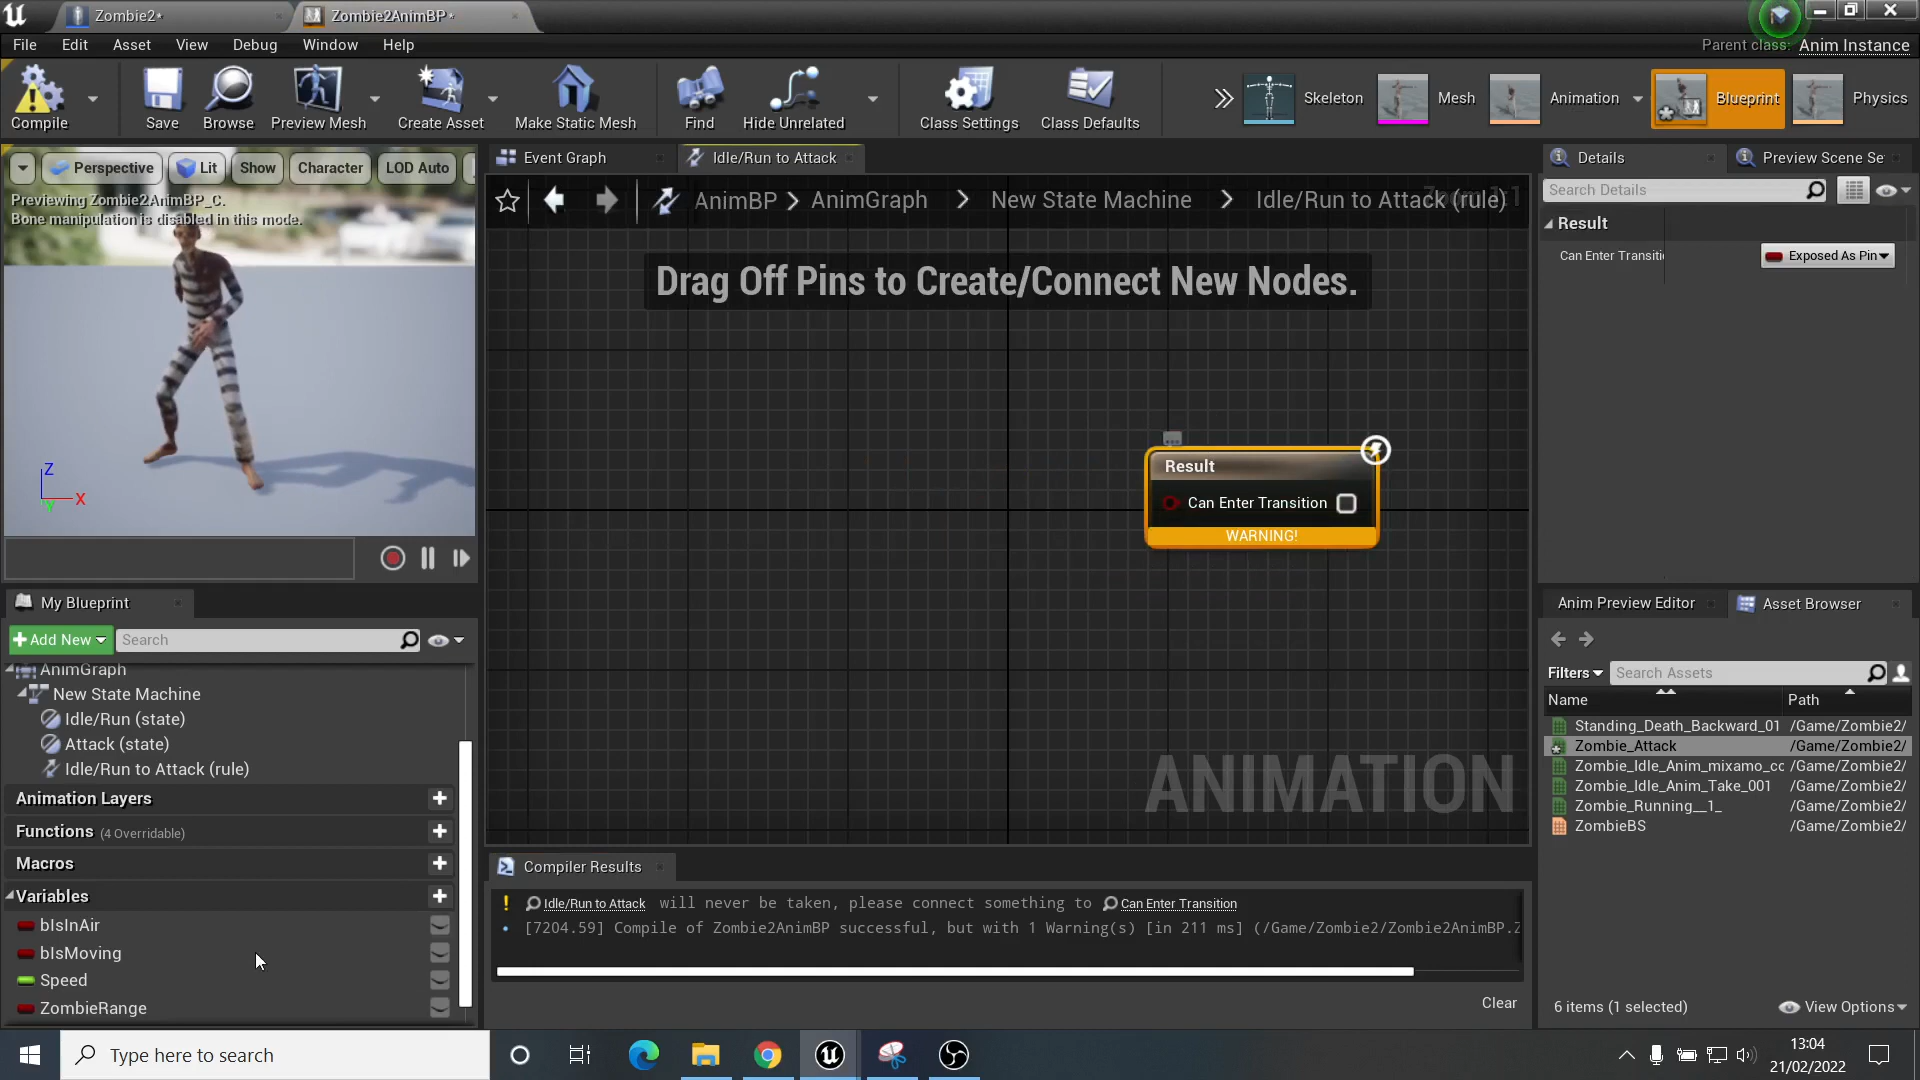 Zombie2*
Zombie2AnimBP*
File Edit Asset View Debug Window Help
Parent class: Anim Instance
Compile
Save
Browse
Preview Mesh
Create Asset
Make Static Mesh
Find
Hide Unrelated
Class Settings
Class Defaults
Skeleton
Mesh
Animation
Blueprint
Physics
Perspective Lit Show Character LOD Auto
Previewing Zombie2AnimBP_C.
Bone manipulation is disabled in this mode.
Z
X
Y
Event Graph
Idle/Run to Attack
AnimBP > AnimGraph > New State Machine > Idle/Run to Attack (rule)
Drag Off Pins to Create/Connect New Nodes.
Result
Can Enter Transition
WARNING!
ANIMATION
Details
Preview Scene Se
Search Details
Result
Can Enter Transiti
Exposed As Pin
My Blueprint
Add New
Search
AnimGraph
New State Machine
Idle/Run (state)
Attack (state)
Idle/Run to Attack (rule)
Animation Layers
Functions (4 Overridable)
Macros
Variables
bIsInAir
bIsMoving
Speed
ZombieRange
Compiler Results
Idle/Run to Attack will never be taken, please connect something to Can Enter Transition
[7204.59] Compile of Zombie2AnimBP successful, but with 1 Warning(s) [in 211 ms] (/Game/Zombie2/Zombie2AnimBP.Z
Clear
Anim Preview Editor
Asset Browser
Filters
Search Assets
Name Path
Standing_Death_Backward_01 /Game/Zombie2/
Zombie_Attack /Game/Zombie2/
Zombie_Idle_Anim_mixamo_cc /Game/Zombie2/
Zombie_Idle_Anim_Take_001 /Game/Zombie2/
Zombie_Running__1_ /Game/Zombie2/
ZombieBS /Game/Zombie2/
6 items (1 selected)
View Options
Type here to search
13:04
21/02/2022